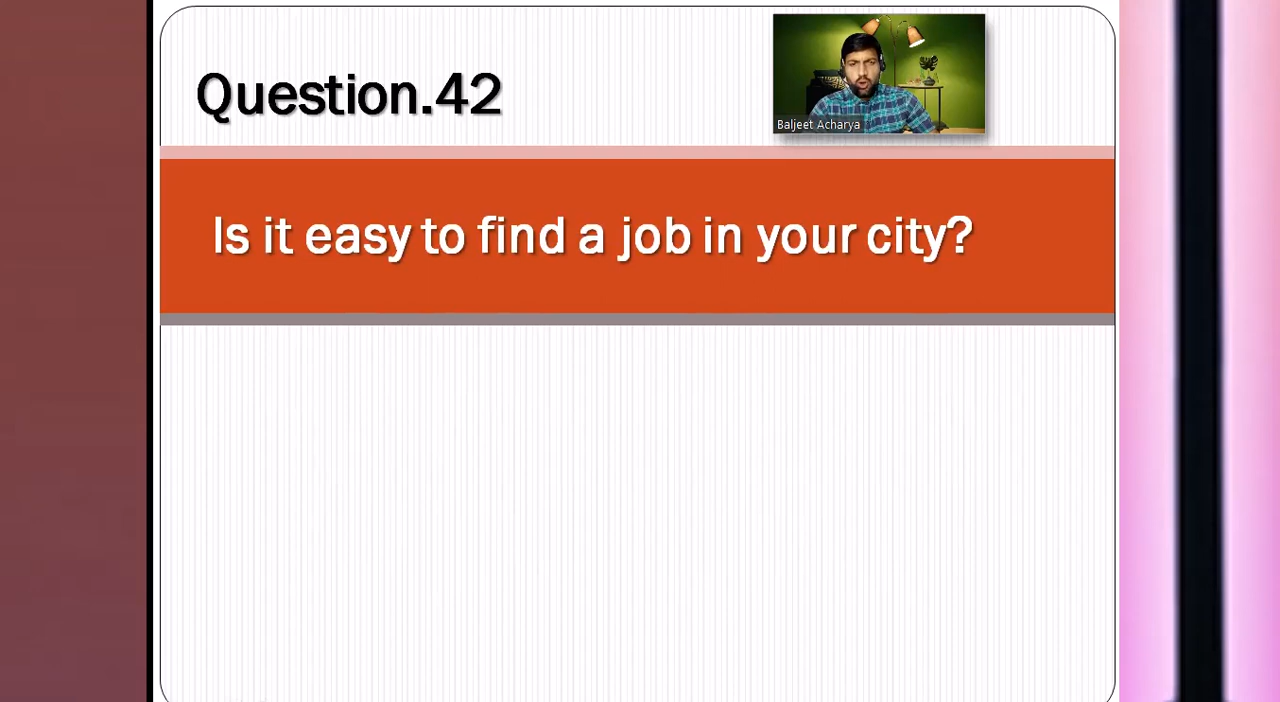 Question.42
Baljeet Acharya
Is it easy to find a job in your city?